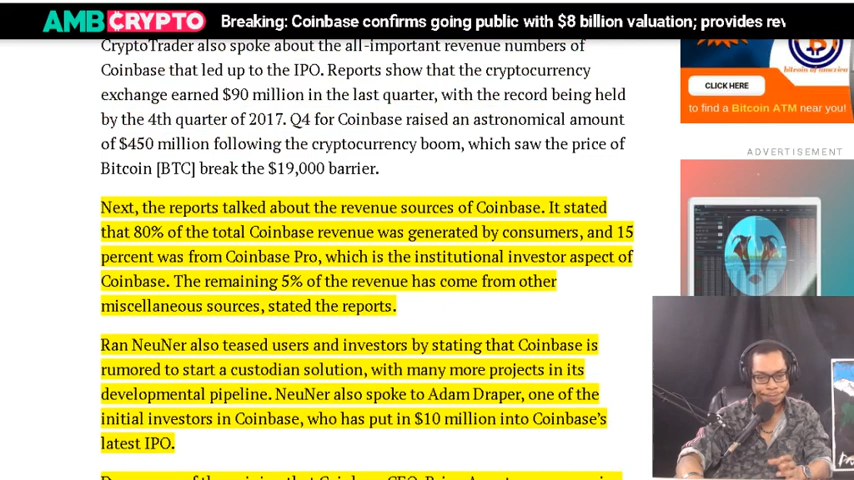 AMBCRYPTO
Breaking: Coinbase confirms going public with $8 billion valuation; provides
CryptoTrader also spoke about the all-important revenue numbers of
Coinbase that led up to the IPO. Reports show that the cryptocurrency
exchange earned $90 million in the last quarter, with the record being held
by the 4th quarter of 2017. Q4 for Coinbase raised an astronomical amount
of $450 million following the cryptocurrency boom, which saw the price of
Bitcoin [BTC] break the $19,000 barrier.
Next, the reports talked about the revenue sources of Coinbase. It stated
that 80% of the total Coinbase revenue was generated by consumers, and 15
percent was from Coinbase Pro, which is the institutional investor aspect of
Coinbase. The remaining 5% of the revenue has come from other
miscellaneous sources, stated the reports.
Ran NeuNer also teased users and investors by stating that Coinbase is
rumored to start a custodian solution, with many more projects in its
developmental pipeline. NeuNer also spoke to Adam Draper, one of the
initial investors in Coinbase, who has put in $10 million into Coinbase's
latest IPO.
bitcoin of america
CLICK HERE
to find a Bitcoin ATM near you!
ADVERTISEMENT